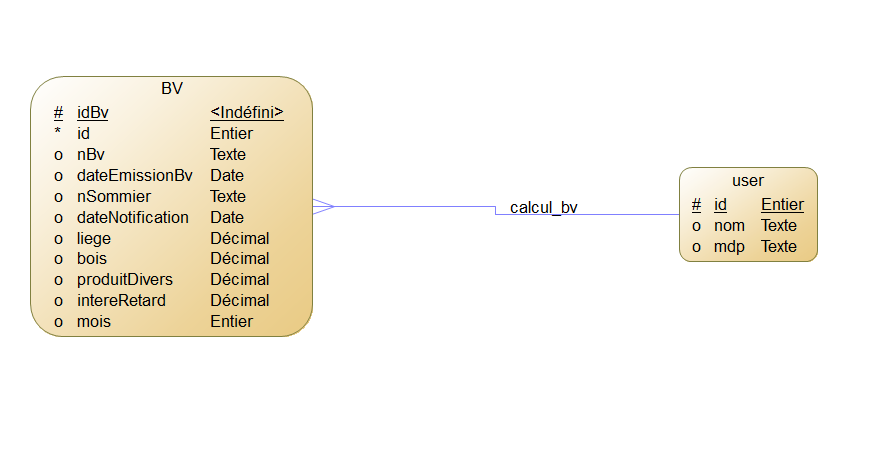 BV
# idBv <Indéfini>
* id Entier
o nBv Texte
o dateEmissionBv Date
o nSommier Texte
o dateNotification Date
o liege Décimal
o bois Décimal
o produitDivers Décimal
o intereRetard Décimal
o mois Entier
calcul_bv
user
# id Entier
o nom Texte
o mdp Texte